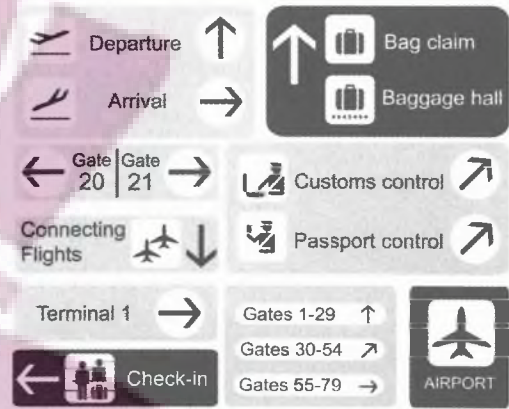 Departure
Arrival
Bag claim
Baggage hall
Gate 20
Gate 21
Connecting
Flights
Customs control
Passport control
Terminal 1
Check-in
Gates 1-29
Gates 30-54
Gates 55-79
AIRPORT